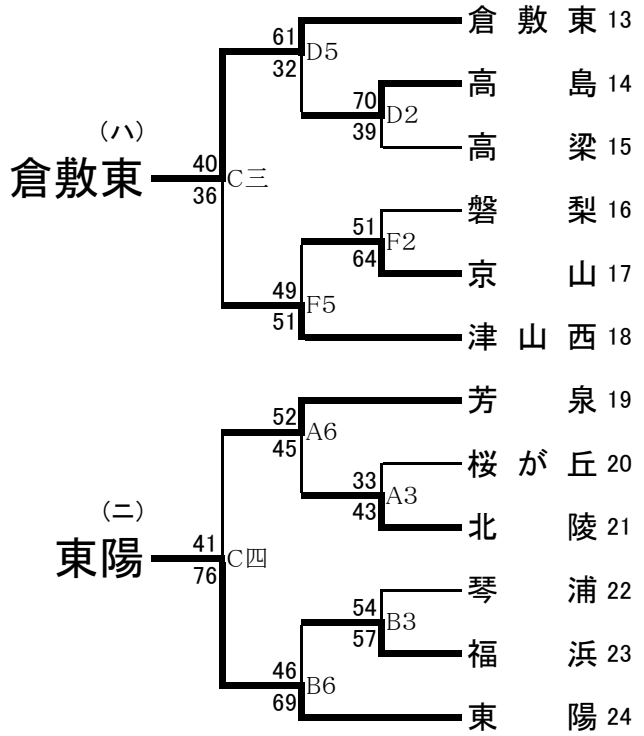 倉敷東 13
61
D5
32
高島 14
70
D2
39
高梁 15
(ハ)
倉敷東
40
C三
36
磐梨 16
51
F2
64
京山 17
49
F5
51
津山西 18
芳泉 19
52
A6
45
桜が丘 20
33
A3
43
北陵 21
(ニ)
東陽
41
C四
76
琴浦 22
54
B3
57
福浜 23
46
B6
69
東陽 24